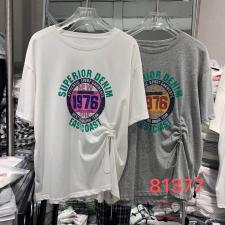 SUPERIOR DENIM
1976
EAST COAST
SUPERIOR DENIM
1976
81377